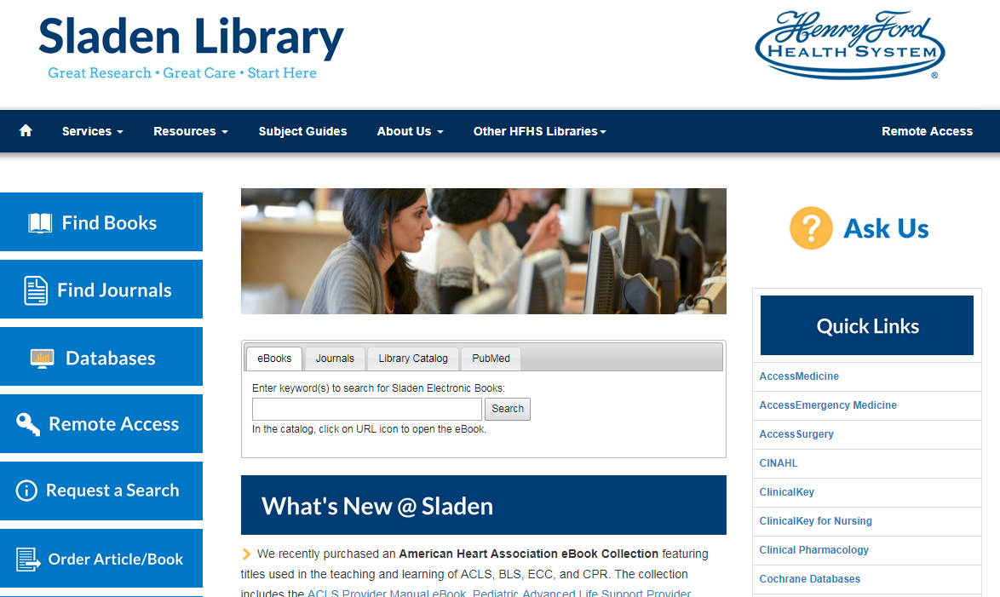 Sladen Library
Great Research • Great Care • Start Here
Henry Ford
HEALTH SYSTEM
®
Services
Resources
Subject Guides
About Us
Other HFHS Libraries
Remote Access
Find Books
Find Journals
Databases
Remote Access
Request a Search
Order Article/Book
eBooks
Journals
Library Catalog
PubMed
Enter keyword(s) to search for Sladen Electronic Books:
Search
In the catalog, click on URL icon to open the eBook.
What's New @ Sladen
We recently purchased an American Heart Association eBook Collection featuring
titles used in the teaching and learning of ACLS, BLS, ECC, and CPR. The collection
includes the ACLS Provider Manual eBook, Pediatric Advanced Life Support Provider
? Ask Us
Quick Links
AccessMedicine
AccessEmergency Medicine
AccessSurgery
CINAHL
ClinicalKey
ClinicalKey for Nursing
Clinical Pharmacology
Cochrane Databases